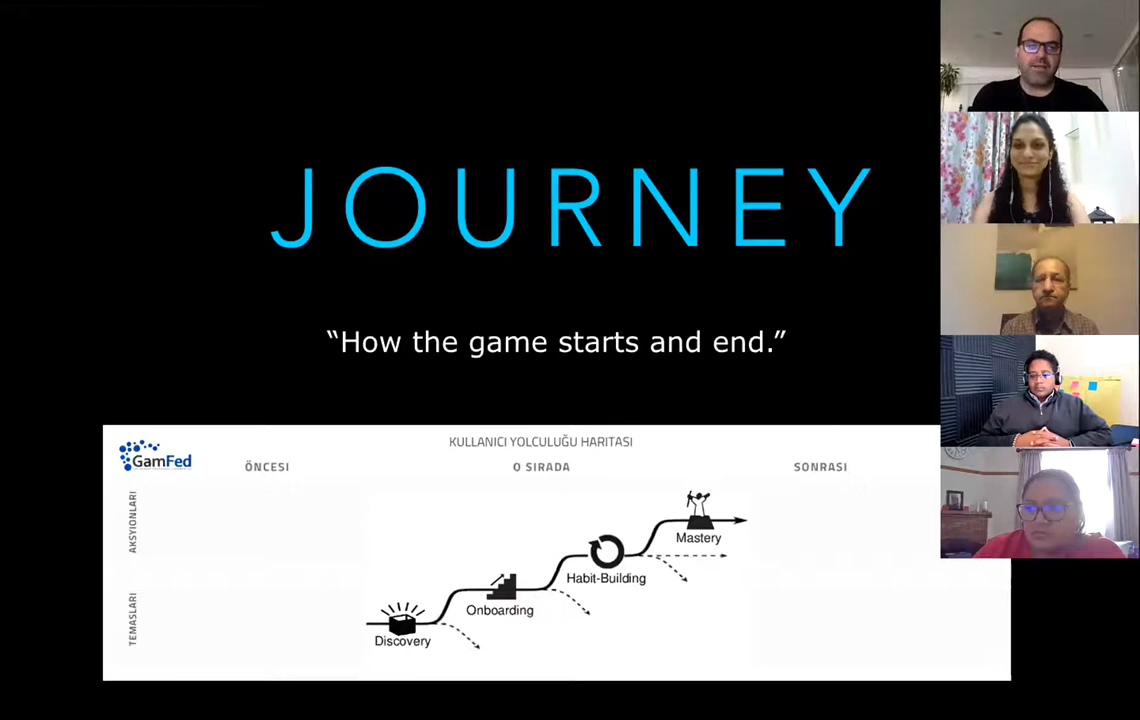 JOURNEY
“How the game starts and end.”
GamFed
KULLANICI YOLCULUĞU HARITASI
ÖNCESI
O SIRADA
SONRASI
AKSYIONLARI
TEMASLARI
Mastery
Habit-Building
Onboarding
Discovery